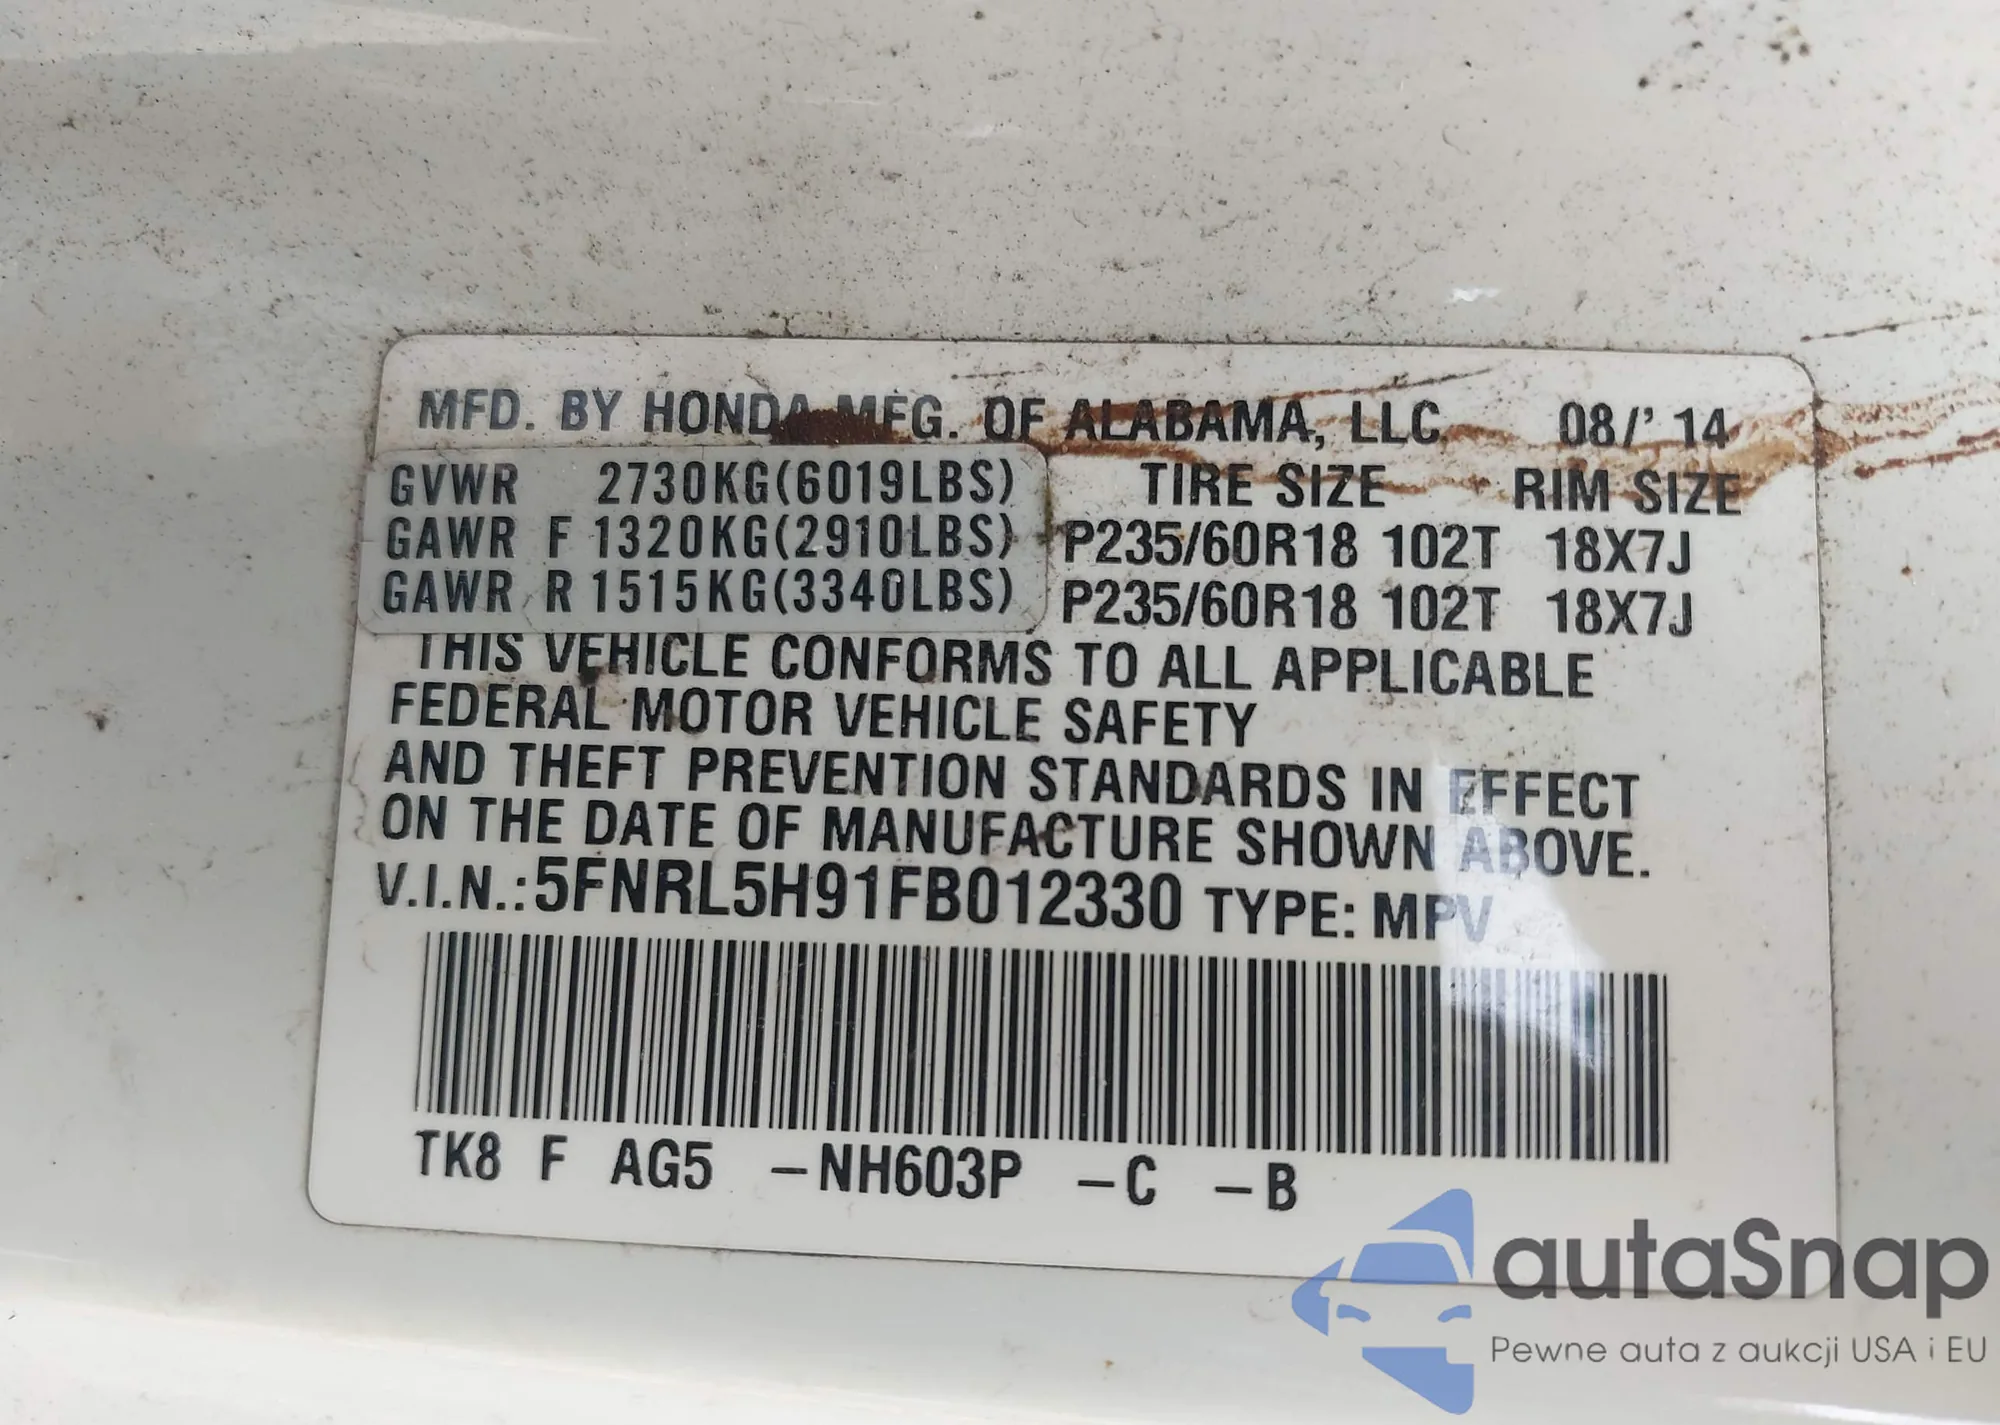 MFD. BY HONDA MFG. OF ALABAMA, LLC. 08/'14
GVWR 2730KG(6019LBS) TIRE SIZE RIM SIZE
GAWR F 1320KG(2910LBS) P235/60R18 102T 18X7J
GAWR R 1515KG(3340LBS) P235/60R18 102T 18X7J
THIS VEHICLE CONFORMS TO ALL APPLICABLE
FEDERAL MOTOR VEHICLE SAFETY
AND THEFT PREVENTION STANDARDS IN EFFECT
ON THE DATE OF MANUFACTURE SHOWN ABOVE.
V.I.N.:5FNRL5H91FB012330 TYPE: MPV
TK8 F AG5 -NH603P -C -B
autaSnap
Pewne auta z aukcji USA i EU